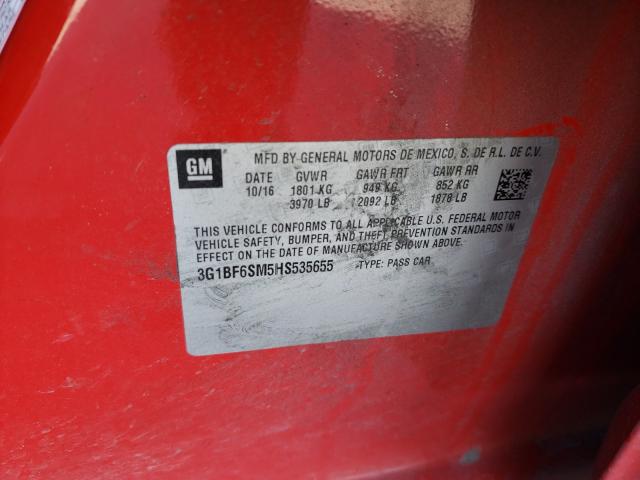 GM
MFD BY GENERAL MOTORS DE MEXICO, S. DE R.L. DE C.V.
DATE GVWR GAWR FRT GAWR RR
10/16 1801 KG 949 KG 852 KG
3970 LB 2092 LB 1878 LB
THIS VEHICLE CONFORMS TO ALL APPLICABLE U.S. FEDERAL MOTOR
VEHICLE SAFETY, BUMPER, AND THEFT PREVENTION STANDARDS IN
EFFECT ON THE DATE OF MANUFACTURE SHOWN ABOVE.
3G1BF6SM5HS535655 TYPE: PASS CAR